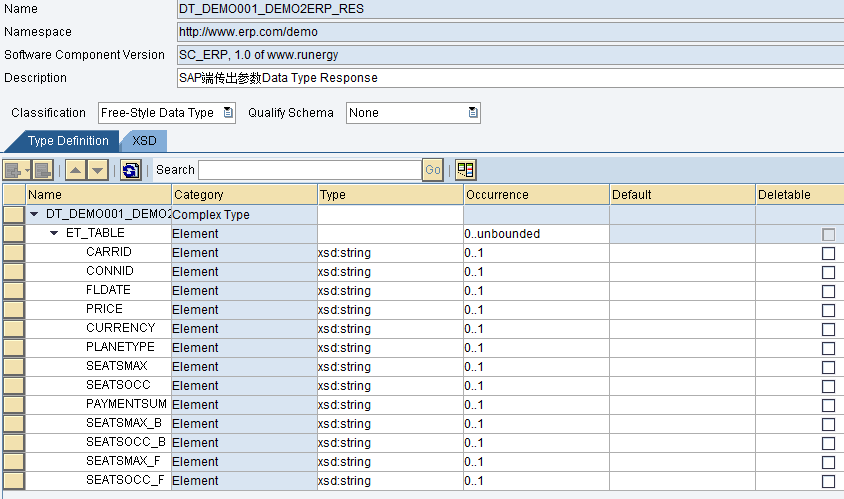 Name DT_DEMO001_DEMO2ERP_RES
Namespace http://www.erp.com/demo
Software Component Version SC_ERP, 1.0 of www.runergy
Description SAP端传出参数Data Type Response
Classification Free-Style Data Type Qualify Schema None
Type Definition XSD
Search Go
Name Category Type Occurrence Default Deletable
DT_DEMO001_DEMO2 Complex Type
ET_TABLE Element 0..unbounded
CARRID Element xsd:string 0..1
CONNID Element xsd:string 0..1
FLDATE Element xsd:string 0..1
PRICE Element xsd:string 0..1
CURRENCY Element xsd:string 0..1
PLANETYPE Element xsd:string 0..1
SEATSMAX Element xsd:string 0..1
SEATSOCC Element xsd:string 0..1
PAYMENTSUM Element xsd:string 0..1
SEATSMAX_B Element xsd:string 0..1
SEATSOCC_B Element xsd:string 0..1
SEATSMAX_F Element xsd:string 0..1
SEATSOCC_F Element xsd:string 0..1